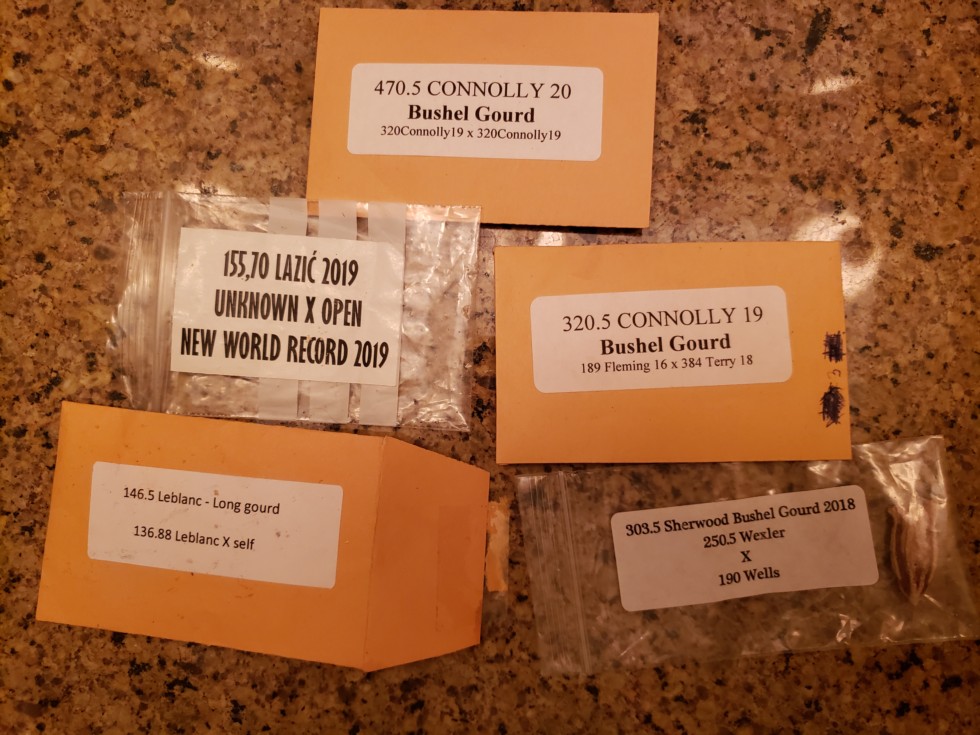 470.5 CONNOLLY 20
Bushel Gourd
320Connolly19 x 320Connolly19
155,70 LAZIĆ 2019
UNKNOWN X OPEN
NEW WORLD RECORD 2019
320.5 CONNOLLY 19
Bushel Gourd
189 Fleming 16 x 384 Terry 18
146.5 Leblanc - Long gourd
136.88 Leblanc X self
303.5 Sherwood Bushel Gourd 2018
250.5 Wexler
X
190 Wells